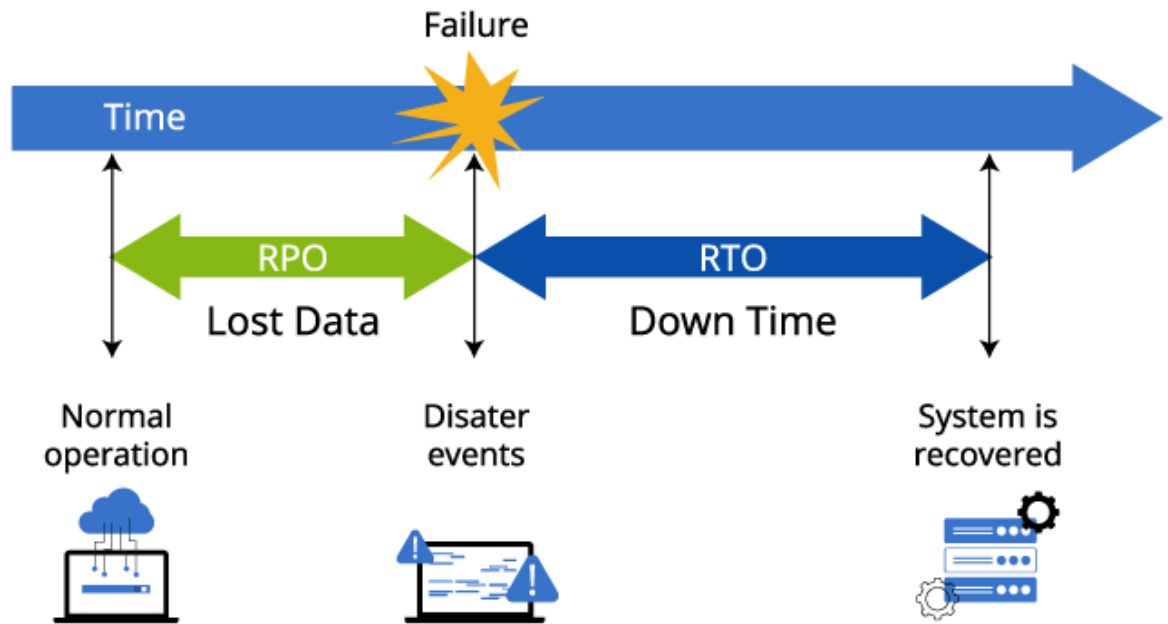 Failure
Time
RPO
RTO
Lost Data
Down Time
Normal
operation
Disater
events
System is
recovered